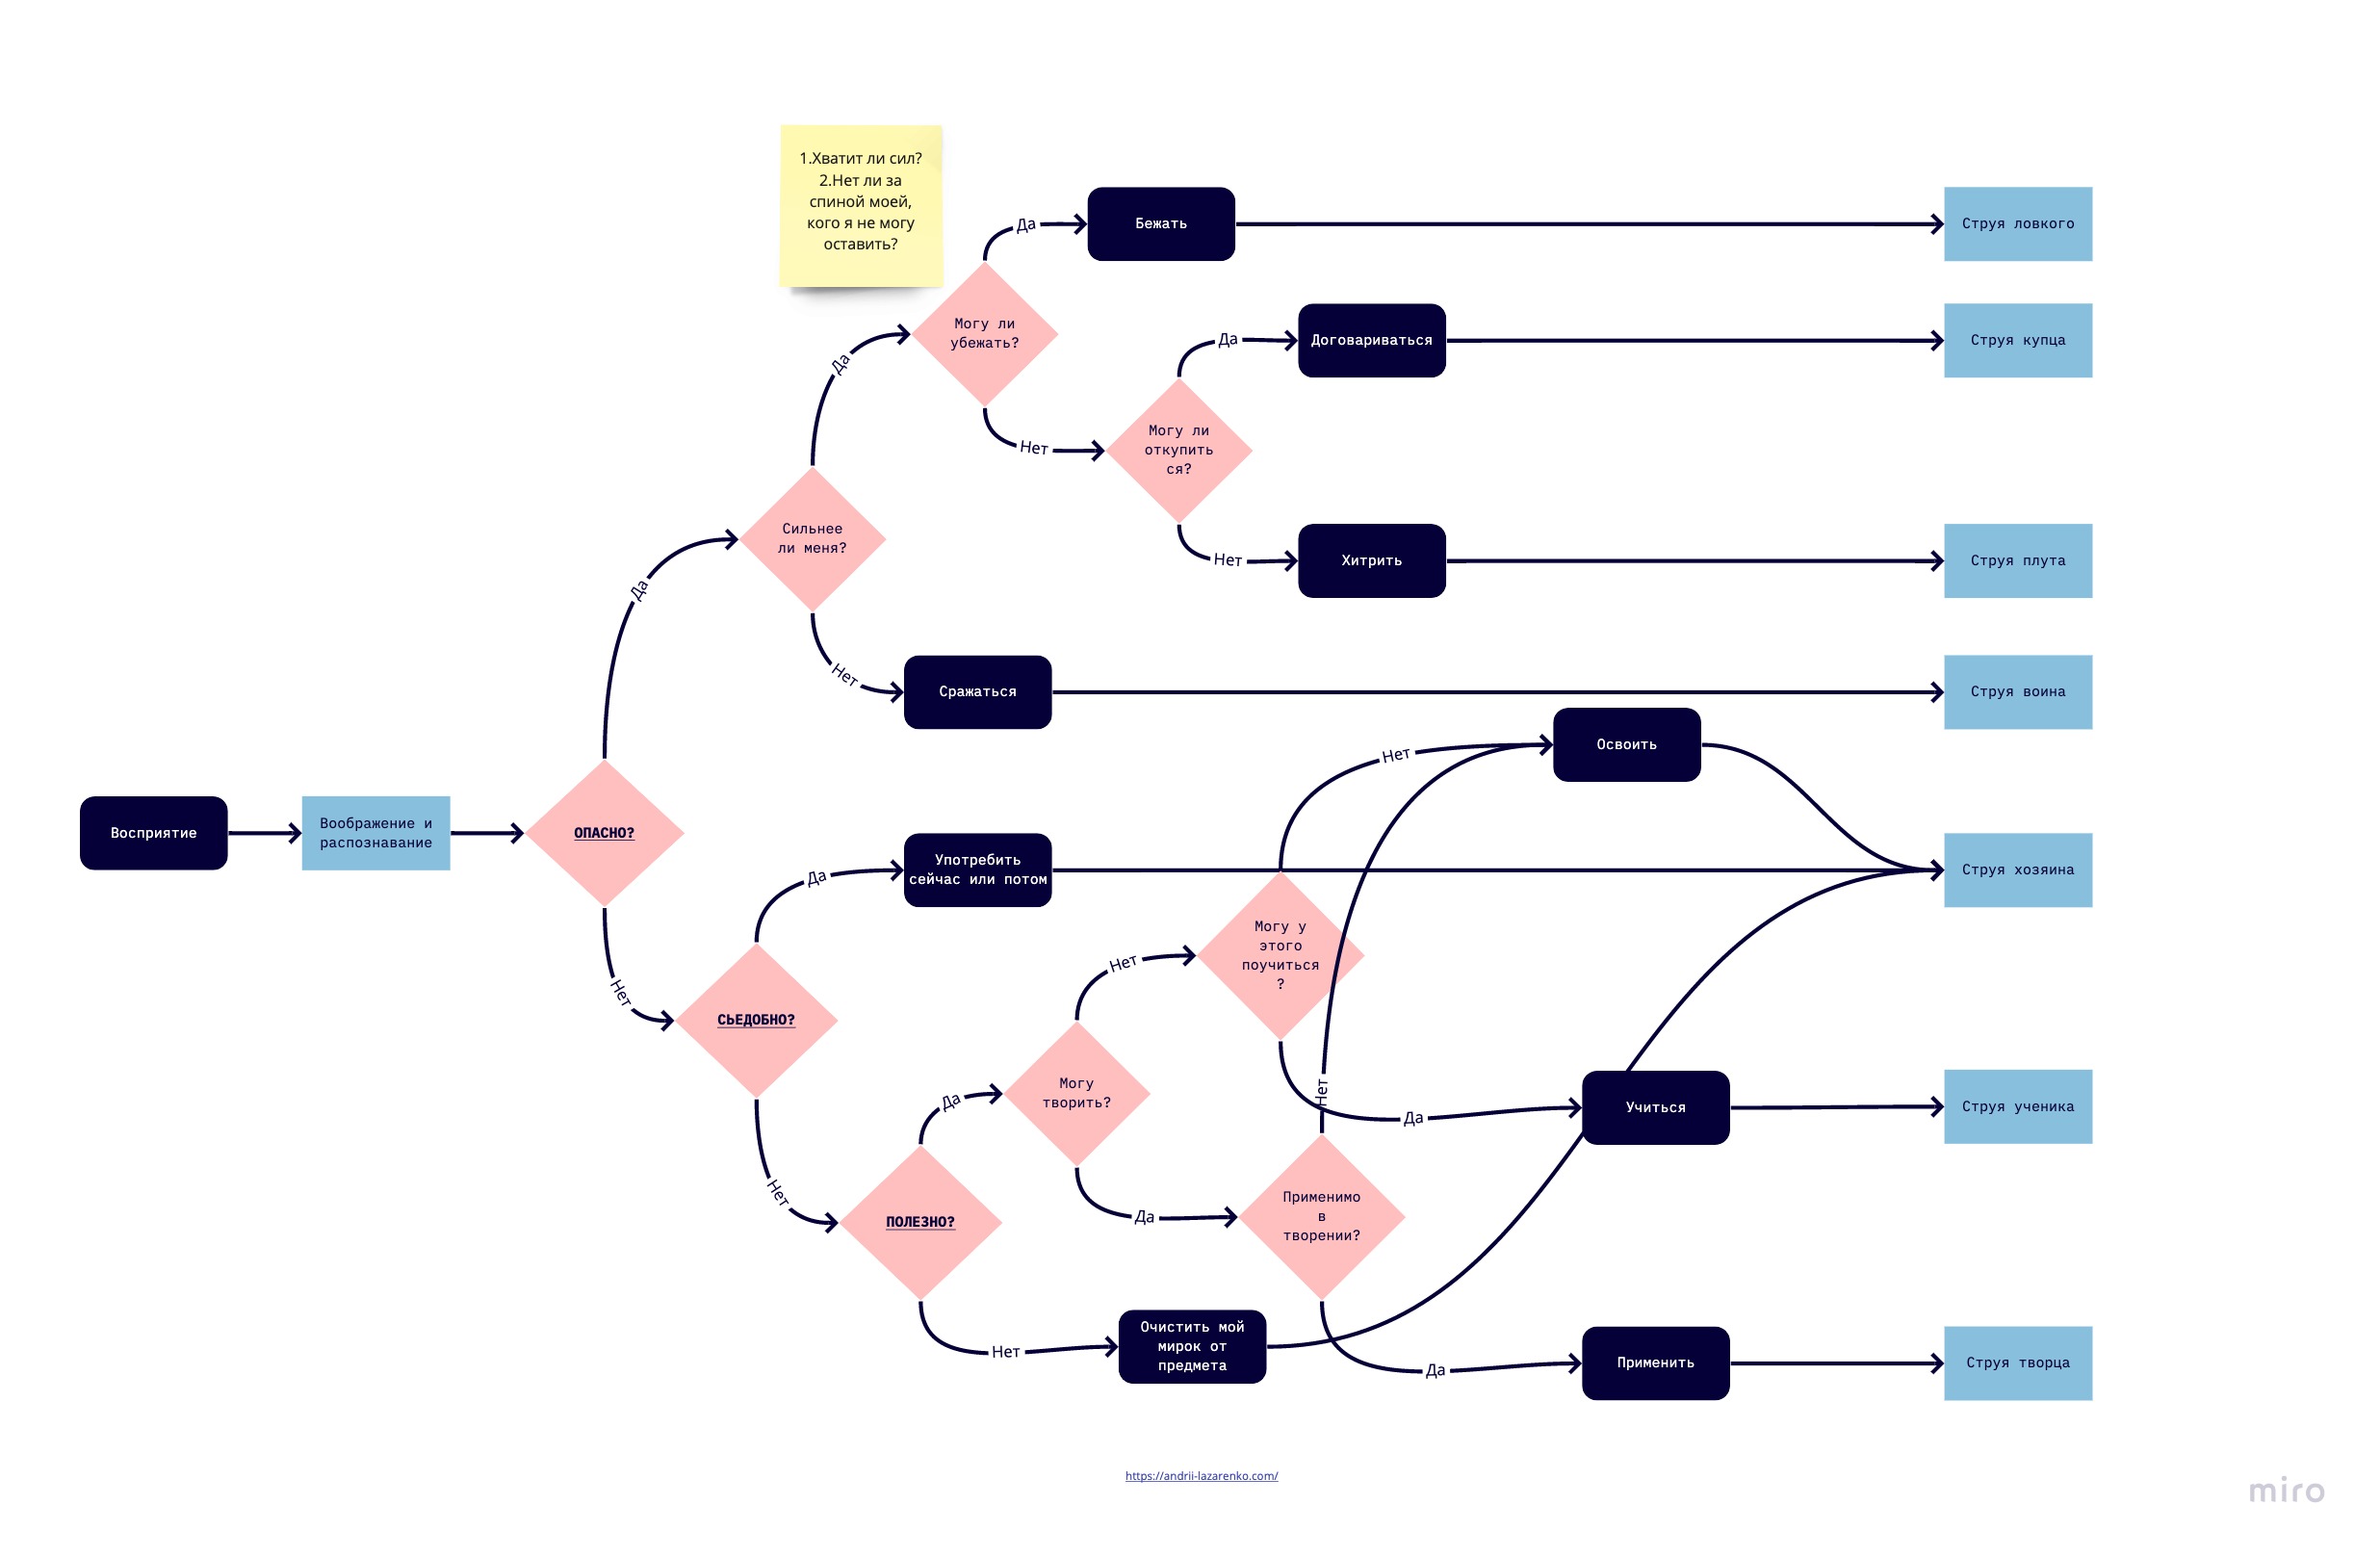 1.Хватит ли сил?
2.Нет ли за
спиной моей,
кого я не могу
оставить?
Да
Бежать
Струя ловкого
Могу ли
убежать?
Да
Договариваться
Струя купца
Да
Нет
Могу ли
откупить
ся?
Сильнее
ли меня?
Нет
Хитрить
Струя плута
Да
Нет
Сражаться
Струя воина
Нет
Освоить
Восприятие
Воображение и
распознавание
ОПАСНО?
Да
Употребить
сейчас или потом
Струя хозяина
Нет
СЬЕДОБНО?
Нет
Могу у
этого
поучиться
?
Да
Могу
творить?
Нет
Да
Учиться
Струя ученика
Нет
ПОЛЕЗНО?
Да
Применимо
в
творении?
Нет
Очистить мой
мирок от
предмета
Да
Применить
Струя творца
https://andrii-lazarenko.com/
miro